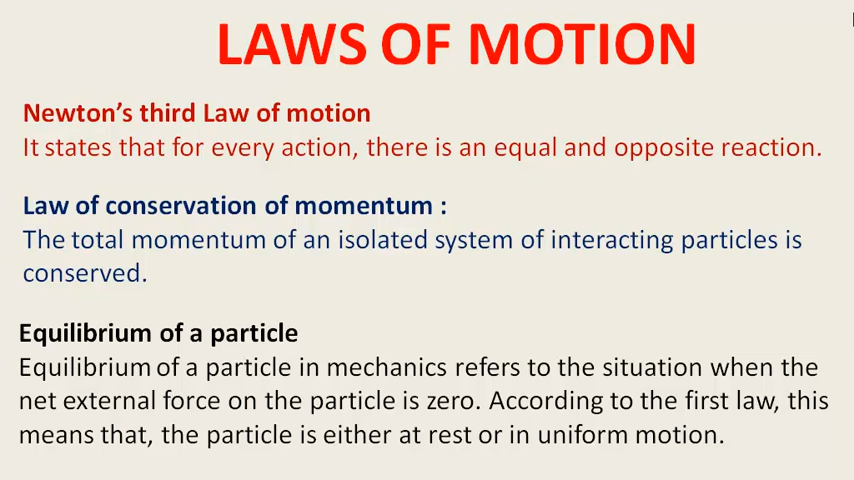 LAWS OF MOTION
Newton's third Law of motion
It states that for every action, there is an equal and opposite reaction.
Law of conservation of momentum :
The total momentum of an isolated system of interacting particles is
conserved.
Equilibrium of a particle
Equilibrium of a particle in mechanics refers to the situation when the
net external force on the particle is zero. According to the first law, this
means that, the particle is either at rest or in uniform motion.